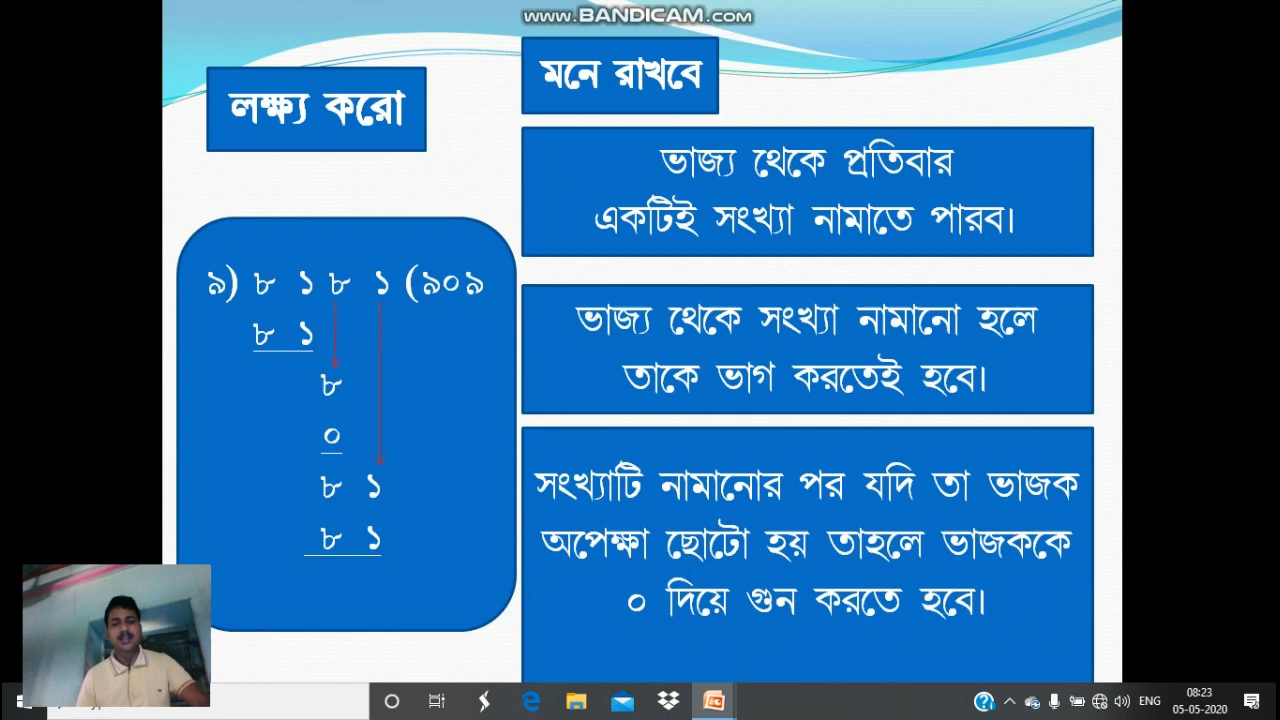 www.BANDICAM.com
মনে রাখবে
লক্ষ্য করো
ভাজ্য থেকে প্রতিবার
একটিই সংখ্যা নামাতে পারব।
ভাজ্য থেকে সংখ্যা নামানো হলে
তাকে ভাগ করতেই হবে।
সংখ্যাটি নামানোর পর যদি তা ভাজক
অপেক্ষা ছোটো হয় তাহলে ভাজককে
০ দিয়ে গুন করতে হবে।
৯) ৮ ১ ৮ ১ (৯০৯
৮ ১
৮
০
৮ ১
৮ ১
ENG
08:23
05-05-2020